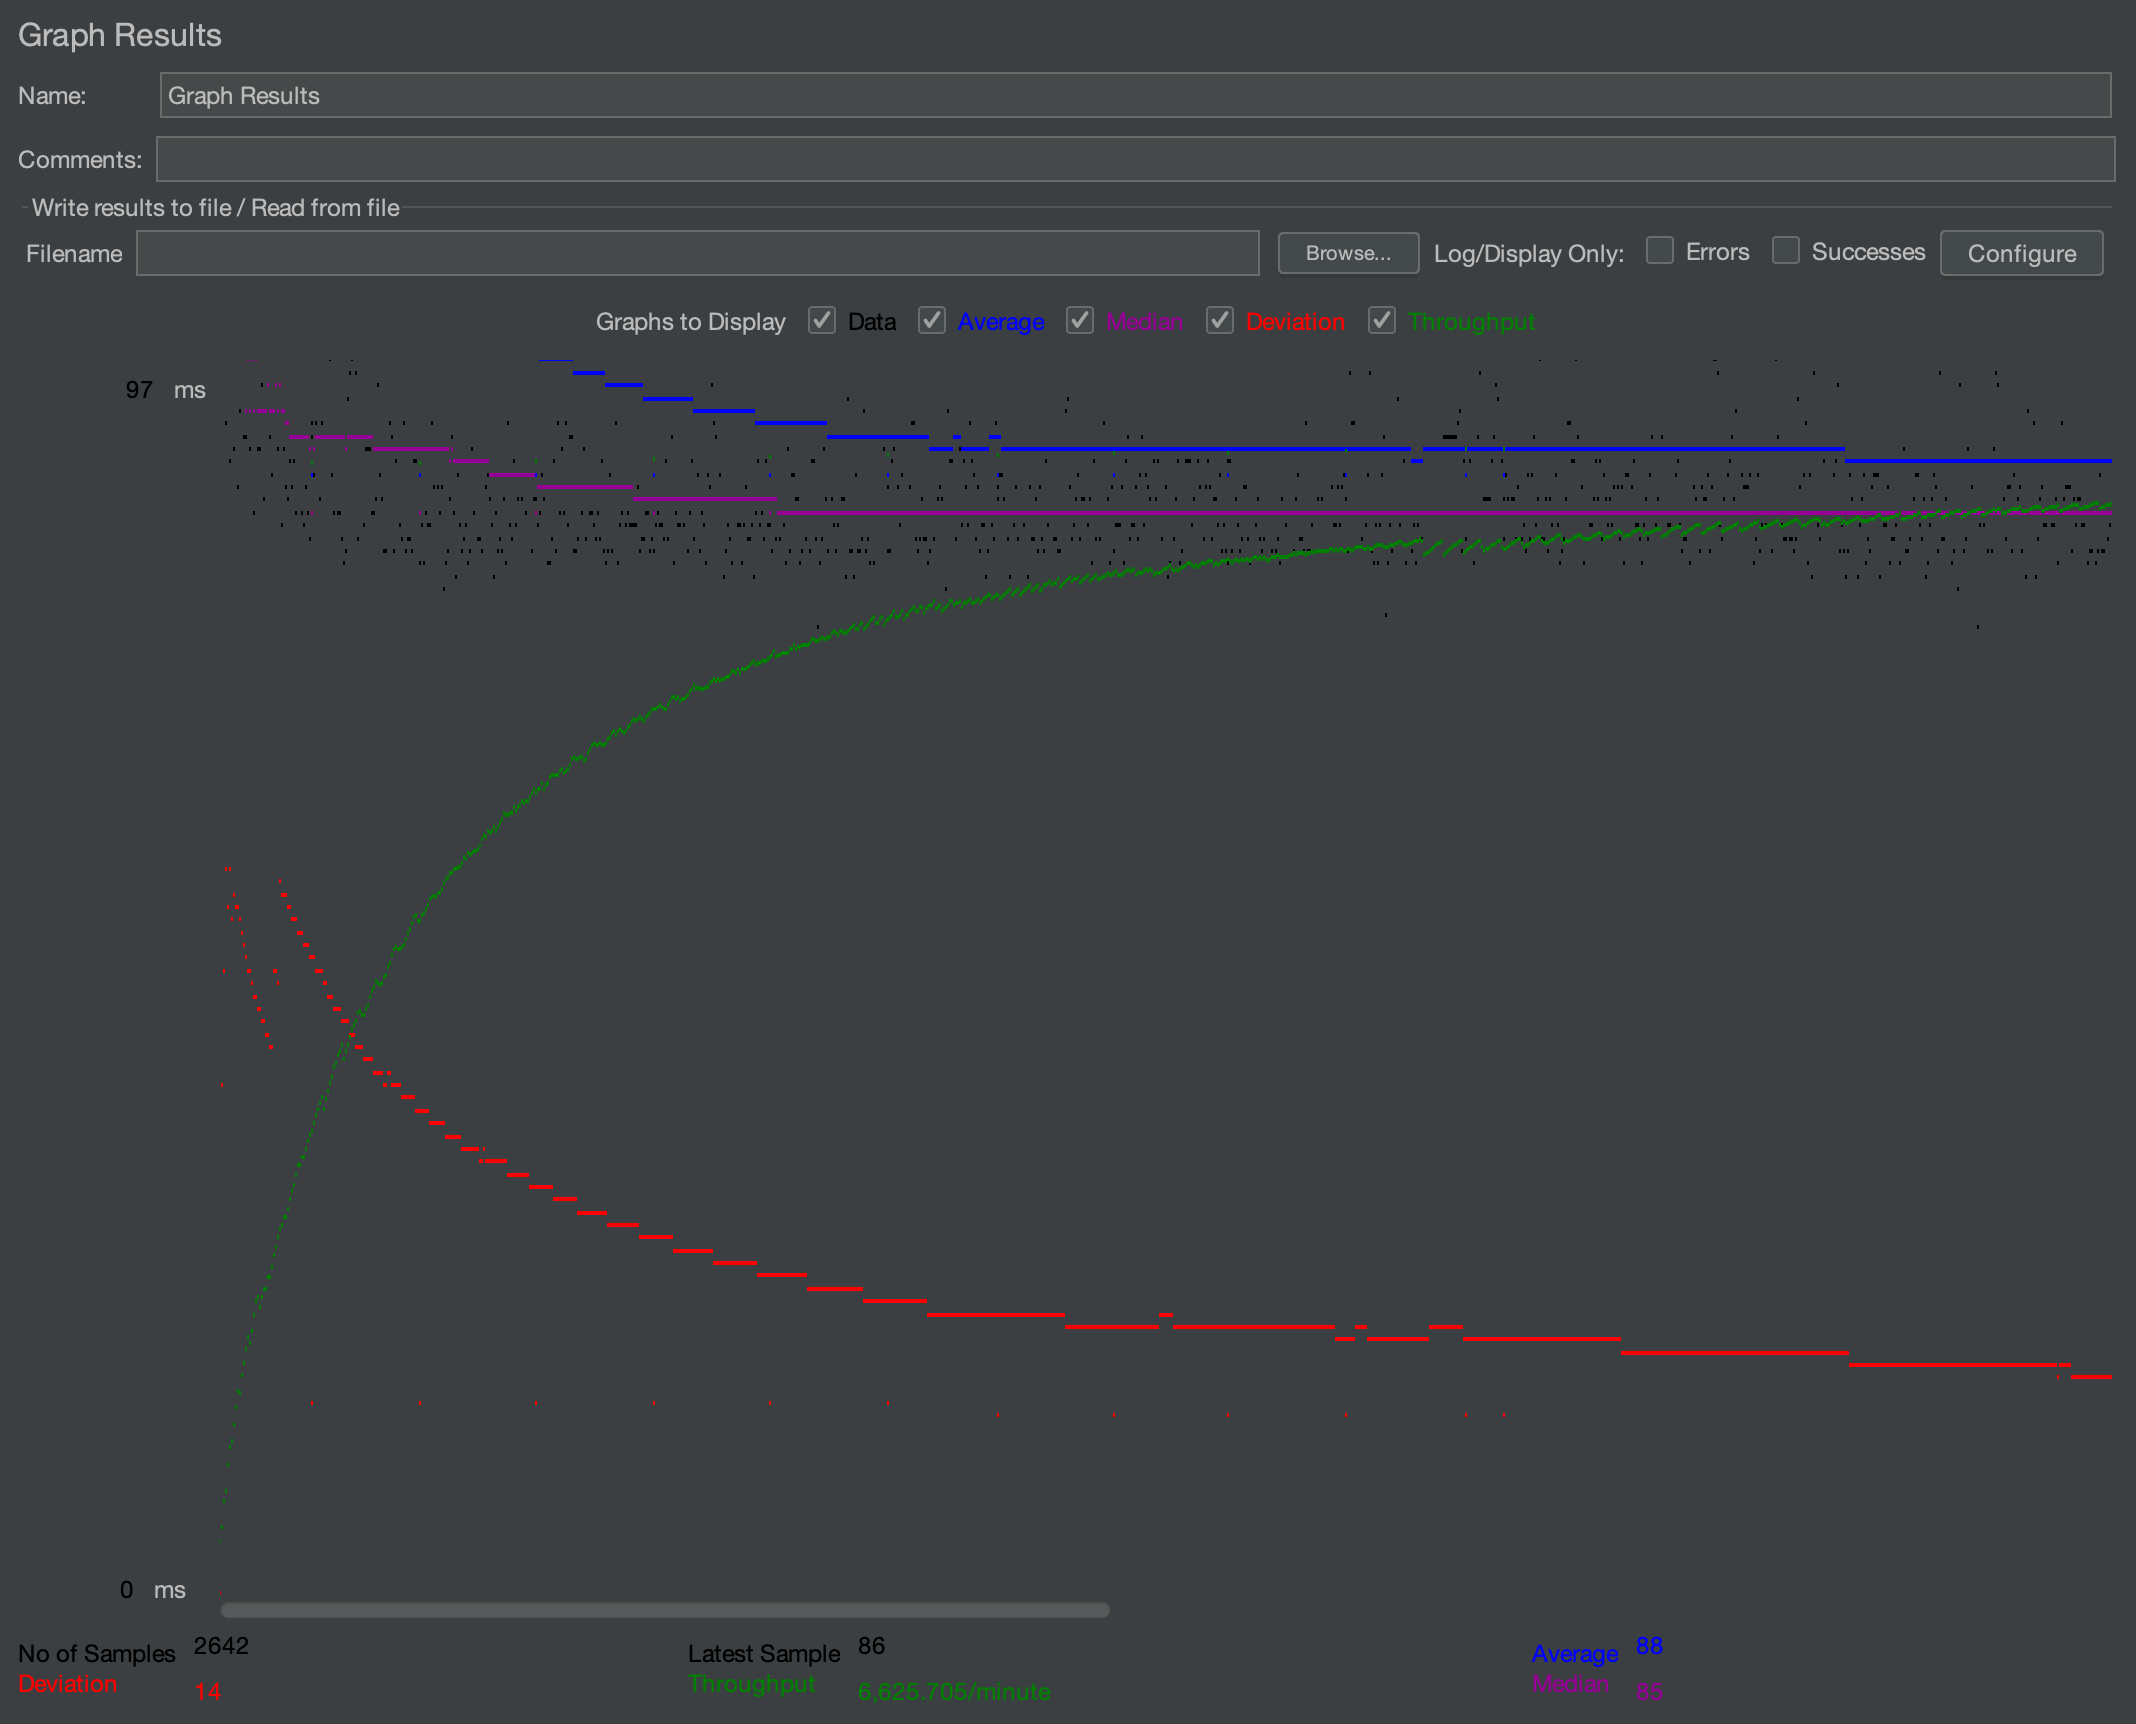 Graph Results
Name: Graph Results
Comments:
Write results to file / Read from file
Filename Browse... Log/Display Only: Errors Successes Configure
Graphs to Display Data Average Median Deviation Throughput
97 ms
0 ms
No of Samples 2642 Latest Sample 86 Average 88
Deviation 14 Throughput 6,625.705/minute Median 85